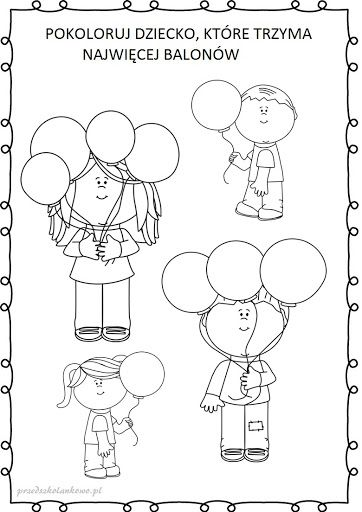 POKOLORUJ DZIECKO, KTÓRE TRZYMA
NAJWIĘCEJ BALONÓW
przedszkolankowo.pl